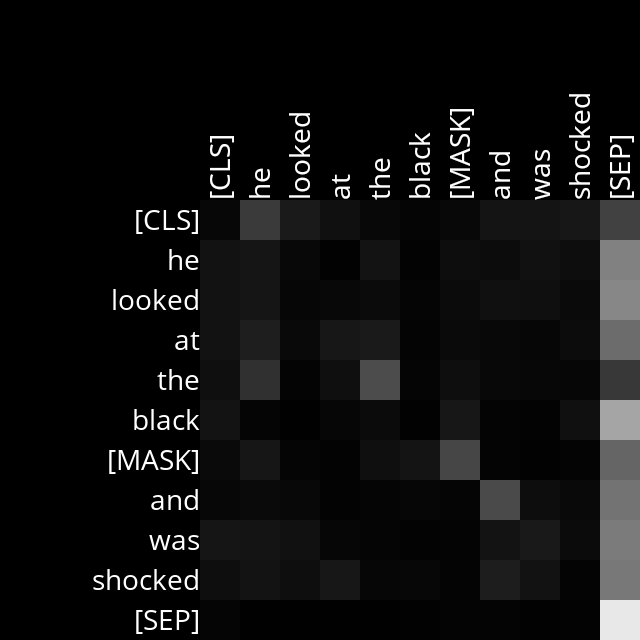 [CLS] he looked at the black [MASK] and was shocked [SEP]
[CLS]
he
looked
at
the
black
[MASK]
and
was
shocked
[SEP]